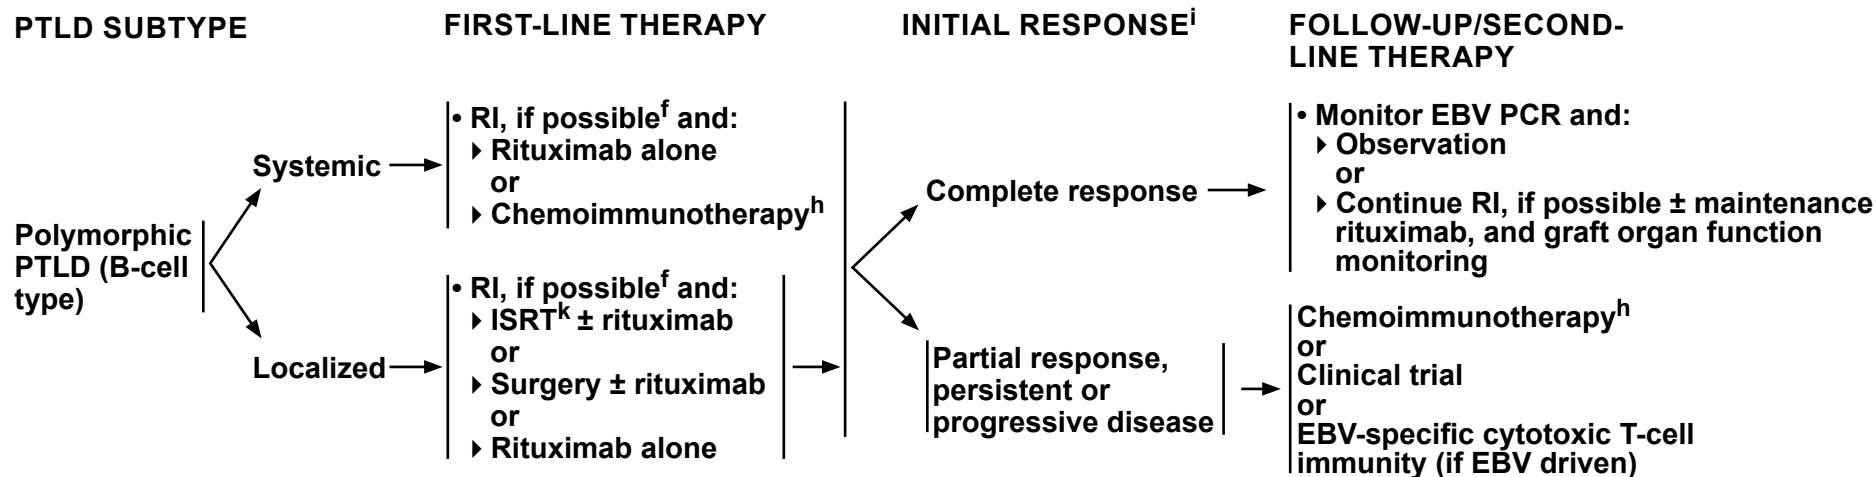 PTLD SUBTYPE
FIRST-LINE THERAPY
INITIAL RESPONSEⁱ
FOLLOW-UP/SECOND-
LINE THERAPY
Polymorphic
PTLD (B-cell
type)
Systemic
• RI, if possibleᶠ and:
▸ Rituximab alone
or
▸ Chemoimmunotherapyʰ
Localized
• RI, if possibleᶠ and:
▸ ISRTᵏ ± rituximab
or
▸ Surgery ± rituximab
or
▸ Rituximab alone
Complete response
• Monitor EBV PCR and:
▸ Observation
or
▸ Continue RI, if possible ± maintenance
rituximab, and graft organ function
monitoring
Partial response,
persistent or
progressive disease
Chemoimmunotherapyʰ
or
Clinical trial
or
EBV-specific cytotoxic T-cell
immunity (if EBV driven)